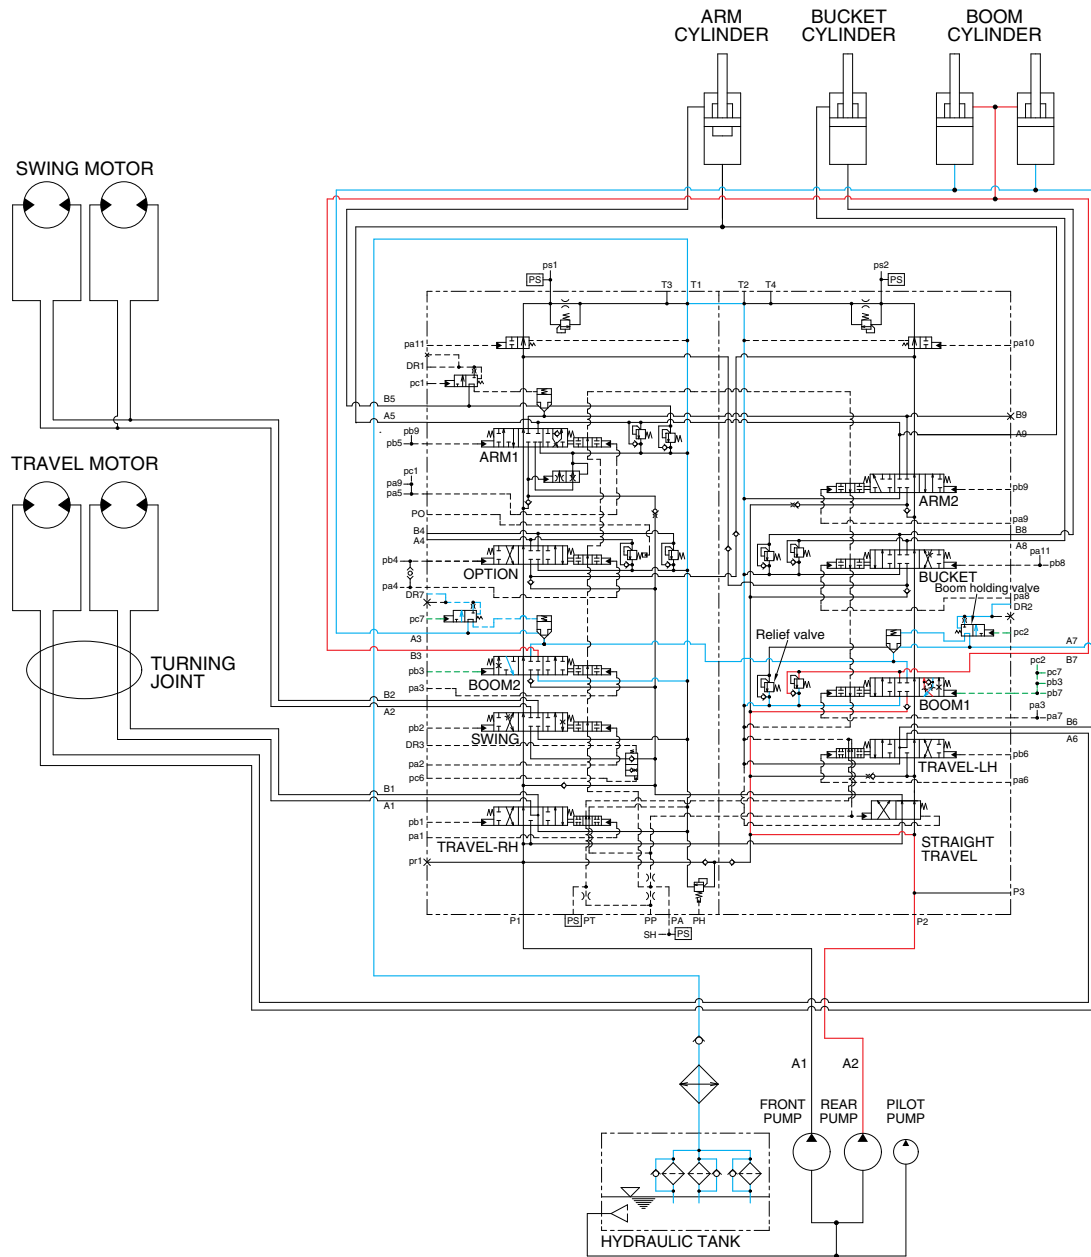 ARM
CYLINDER
BUCKET
CYLINDER
BOOM
CYLINDER
SWING MOTOR
TRAVEL MOTOR
TURNING
JOINT
ps1
PS
T3
T1
T2
T4
ps2
PS
pa11
DR1
pc1
B5
A5
pb9
pb5
ARM1
pc1
pa9
pa5
PO
B4
A4
pb4
OPTION
pa4
DR7
pc7
A3
B3
pb3
BOOM2
pa3
B2
A2
pb2
SWING
DR3
pa2
pc6
B1
A1
pb1
TRAVEL-RH
pa1
pr1
pa10
B9
A9
ARM2
pb9
pa9
B8
A8
pa11
BUCKET
pb8
Boom holding valve
pa8
DR2
pc2
A7
Relief valve
B7
pc2
pc7
pb3
pb7
BOOM1
pa3
pa7
B6
A6
pb6
TRAVEL-LH
pa6
STRAIGHT
TRAVEL
P3
P1
PS
PT
PP
PA
PH
SH
PS
P2
A1
A2
FRONT
PUMP
REAR
PUMP
PILOT
PUMP
HYDRAULIC TANK